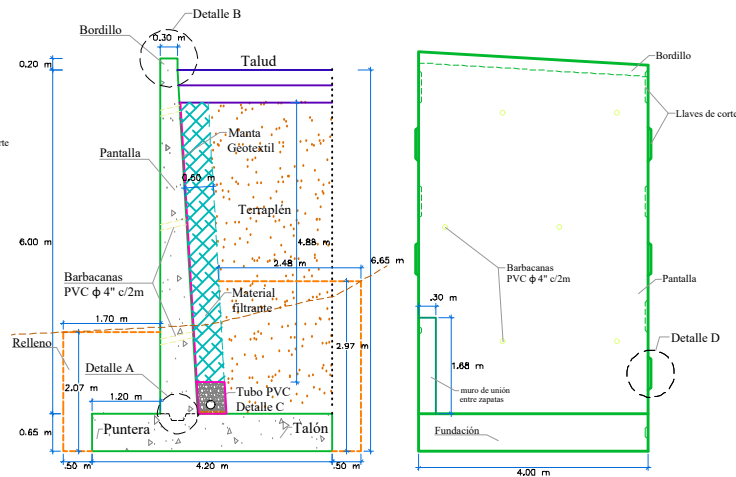 Detalle B
Bordillo
0.30 m
0.20 m
Talud
Manta
Geotextil
Pantalla
0.60 m
Terraplén
6.00 m
4.88 m
6.65 m
2.48 m
Barbacanas
PVC ϕ 4" c/2m
Material
filtrante
1.70 m
Relleno
2.97 m
Detalle A
2.07 m
1.20 m
Tubo PVC
Detalle C
0.65 m
Puntera
Talón
.50 m
4.20 m
.50 m
rte
Bordillo
Llaves de corte
Barbacanas
PVC ϕ 4" c/2m
Pantalla
.30 m
1.68 m
Detalle D
muro de unión
entre zapatas
Fundación
4.00 m